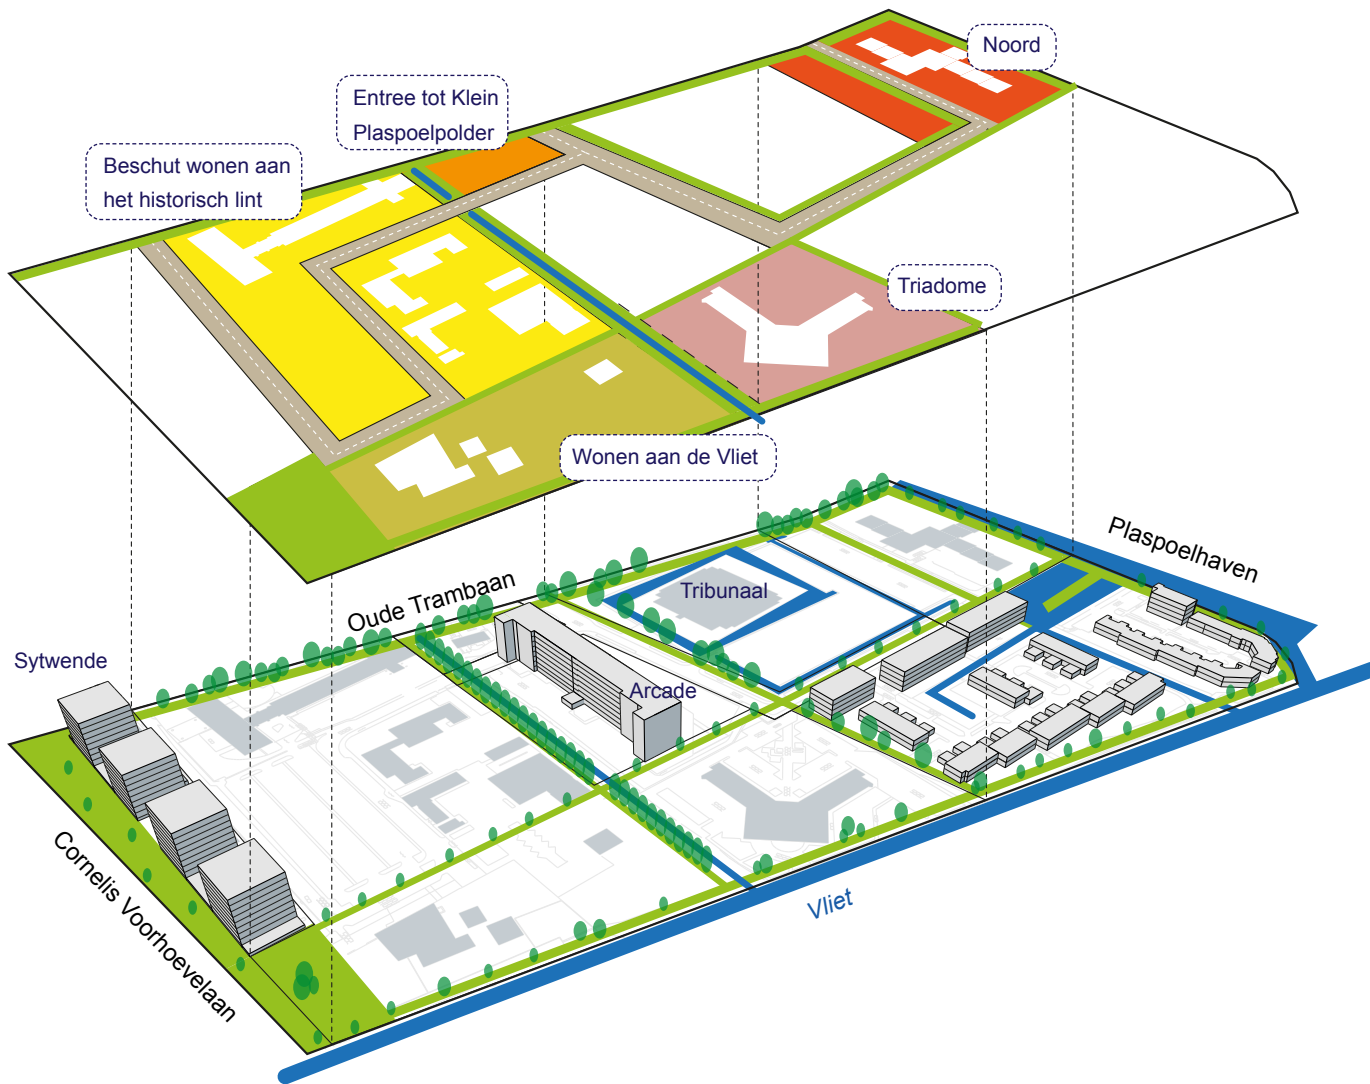 Noord
Entree tot Klein
Plaspoelpolder
Beschut wonen aan
het historisch lint
Triadome
Wonen aan de Vliet
Plaspoelhaven
Oude Trambaan
Tribunaal
Sytwende
Arcade
Cornelis Voorhoevelaan
Vliet